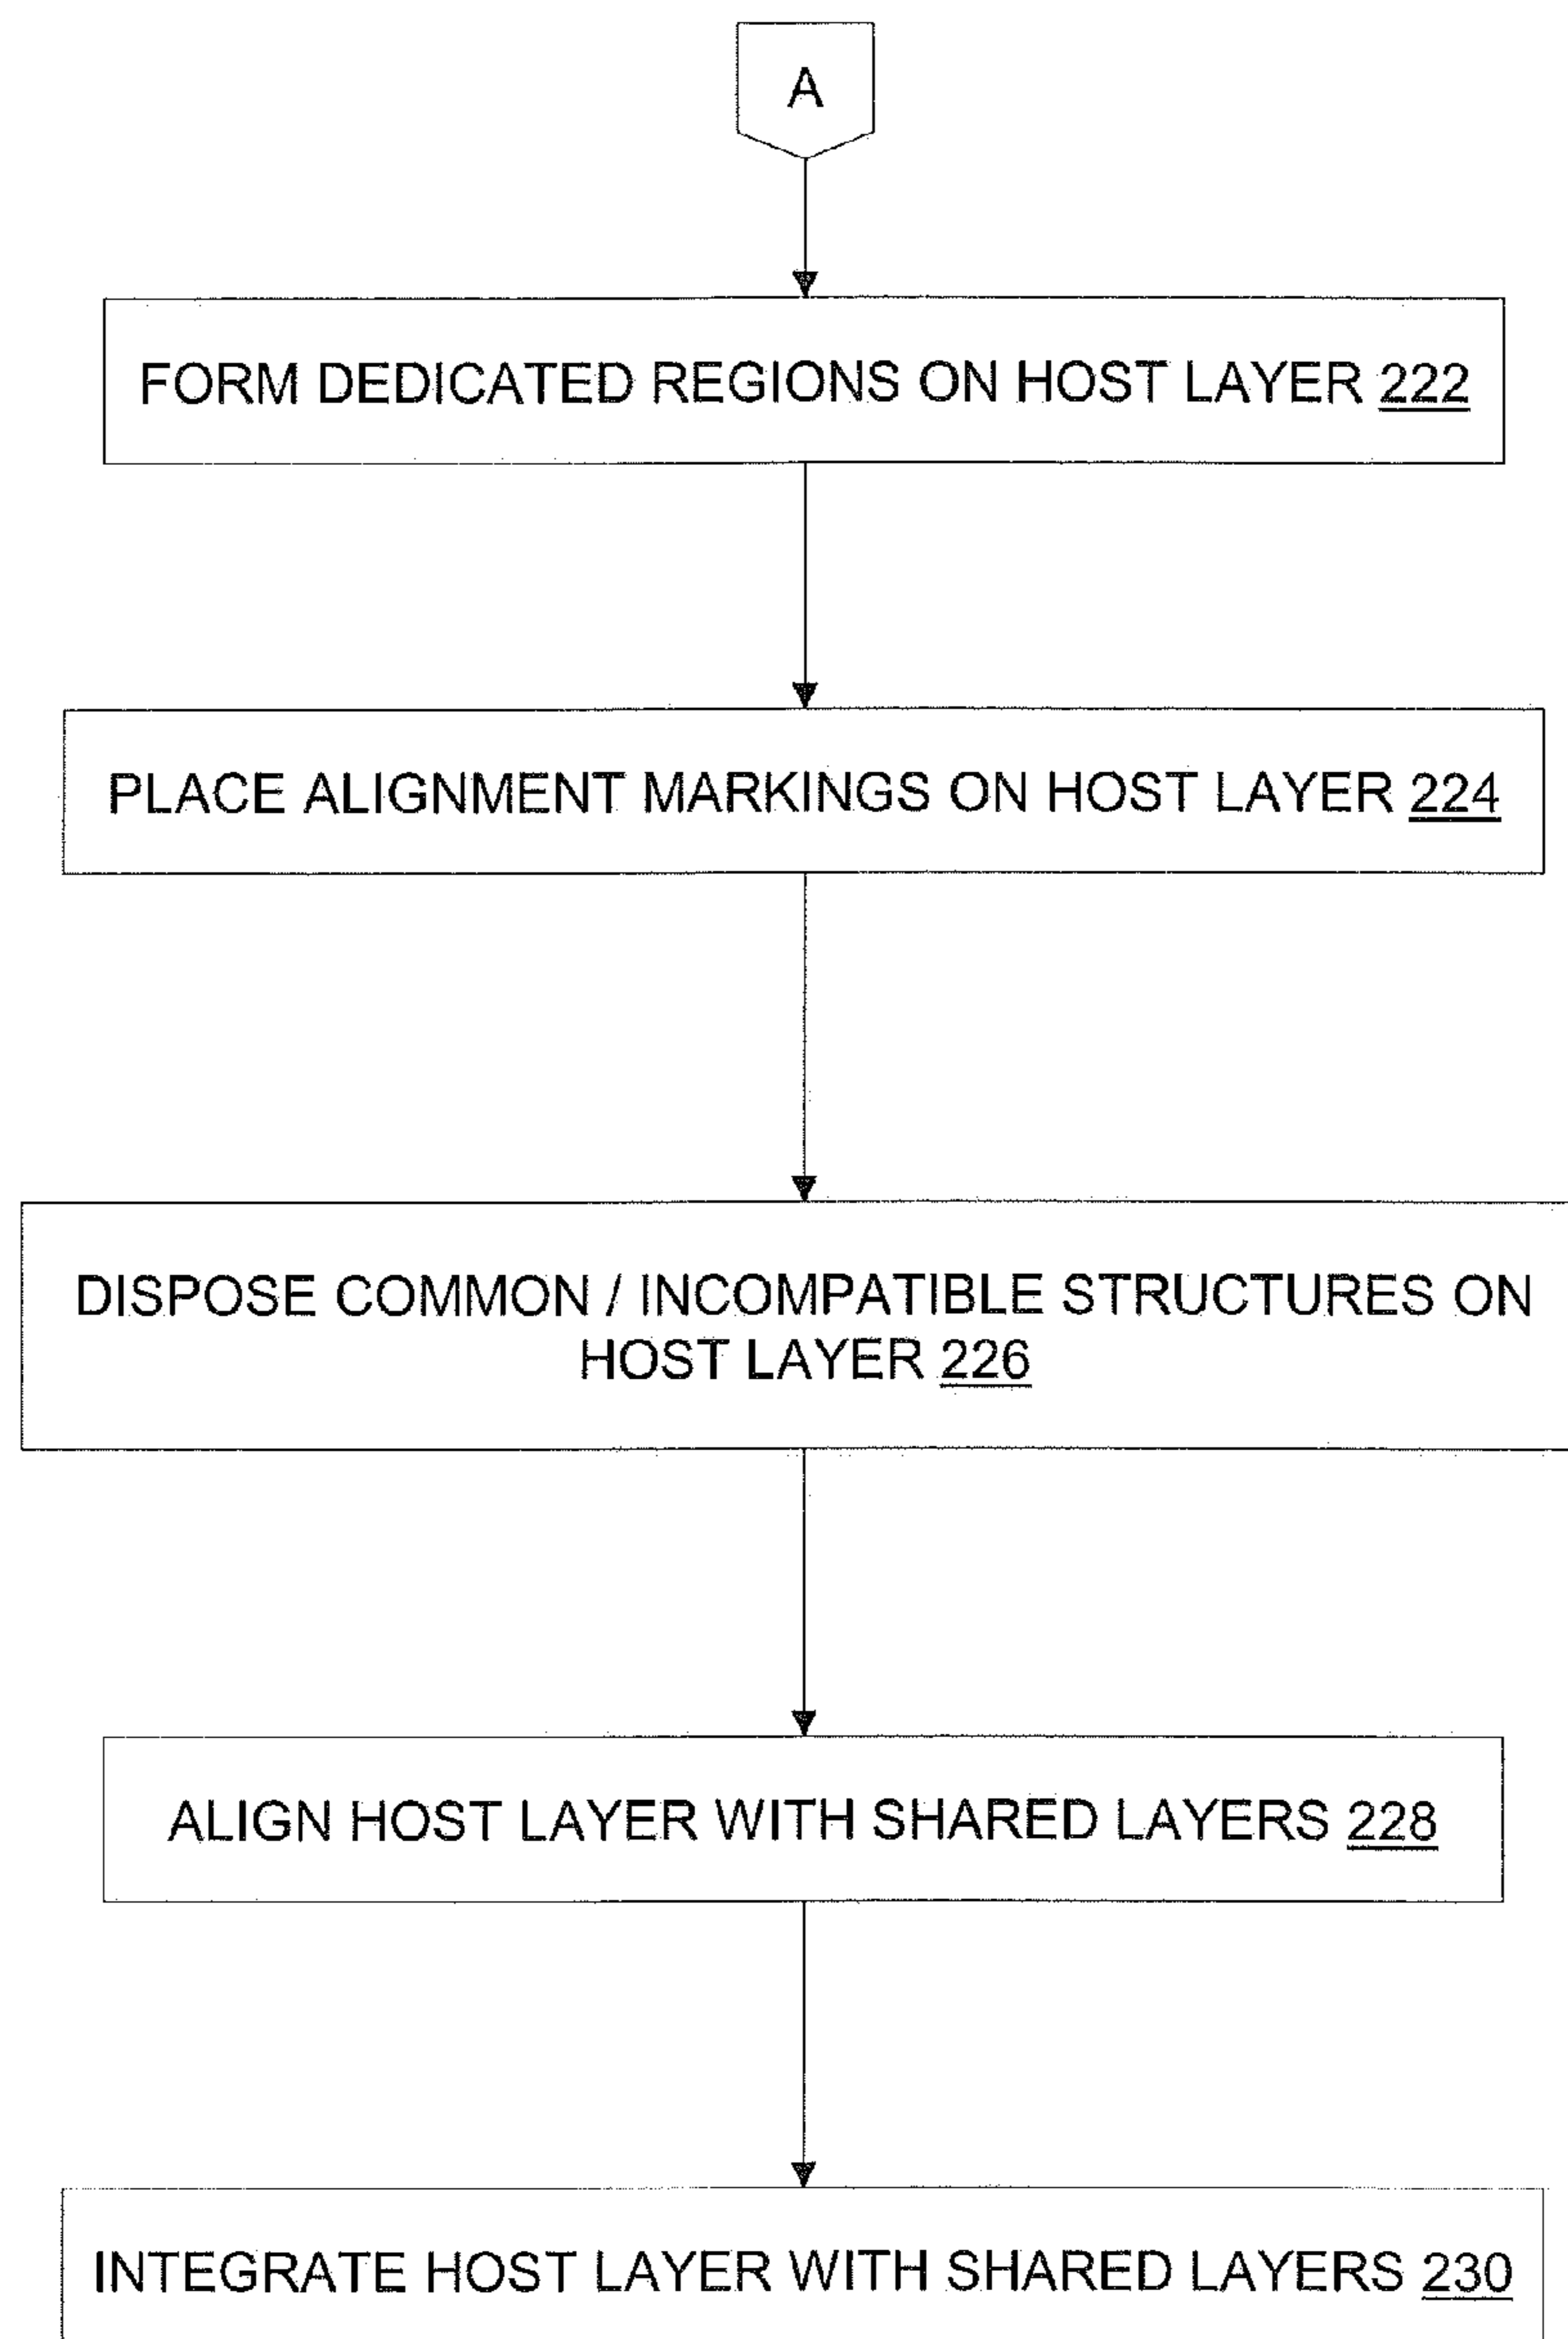 A
FORM DEDICATED REGIONS ON HOST LAYER 222
PLACE ALIGNMENT MARKINGS ON HOST LAYER 224
DISPOSE COMMON / INCOMPATIBLE STRUCTURES ON
HOST LAYER 226
ALIGN HOST LAYER WITH SHARED LAYERS 228
INTEGRATE HOST LAYER WITH SHARED LAYERS 230